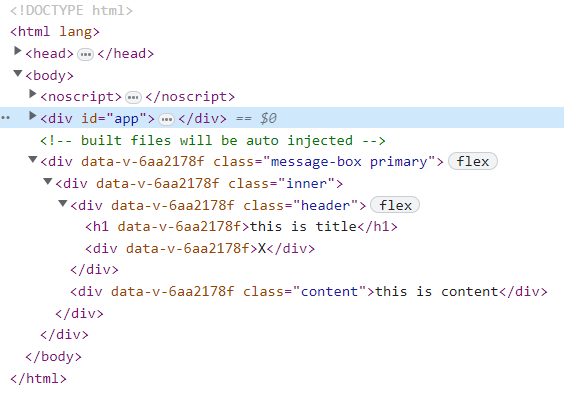 <!DOCTYPE html>
<html lang>
<head> ••• </head>
<body>
<noscript> ••• </noscript>
<div id="app"> ••• </div> == $0
<!-- built files will be auto injected -->
<div data-v-6aa2178f class="message-box primary"> flex
<div data-v-6aa2178f class="inner">
<div data-v-6aa2178f class="header"> flex
<h1 data-v-6aa2178f>this is title</h1>
<div data-v-6aa2178f>X</div>
</div>
<div data-v-6aa2178f class="content">this is content</div>
</div>
</div>
</body>
</html>